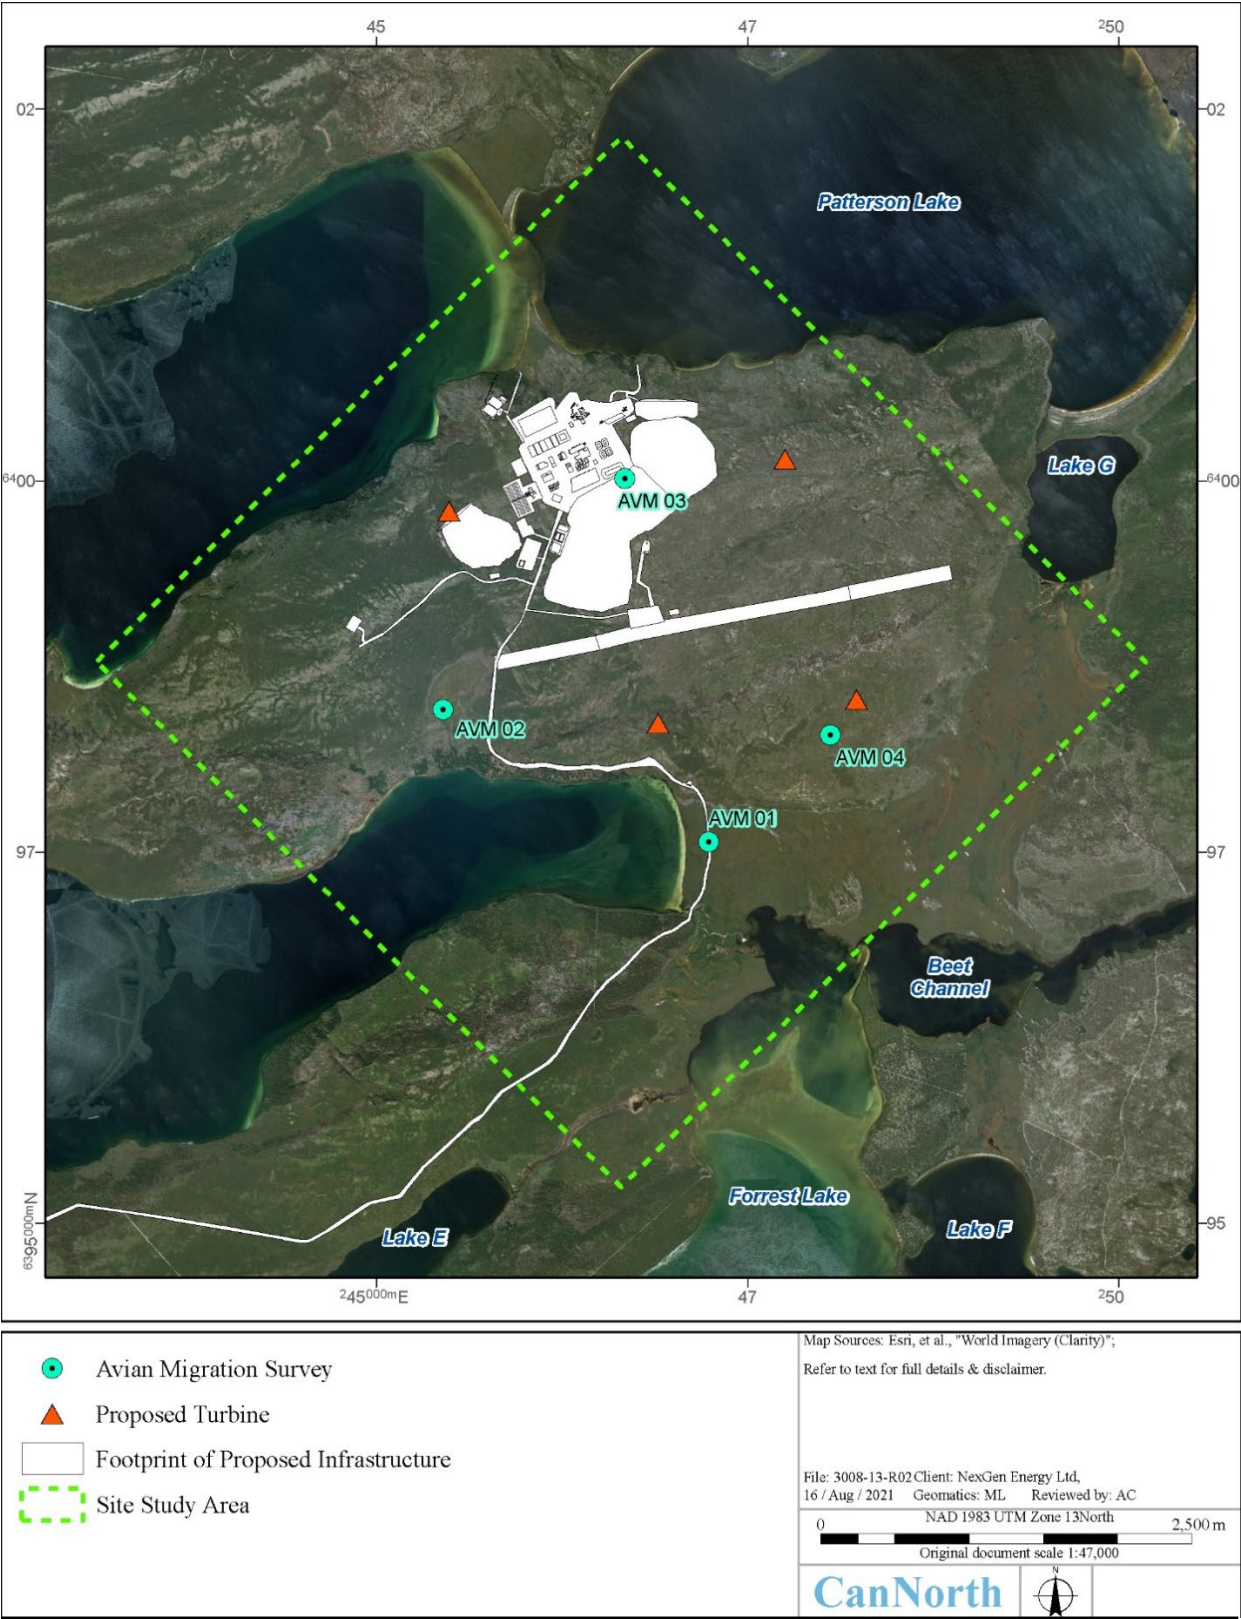 45 47 250
02 02
Patterson Lake
Lake G
6400 6400
AVM 03
AVM 02
AVM 04
AVM 01
97 97
Beet
Channel
Forrest Lake
Lake E
Lake F
6395000mN 95
245000mE 47 250
Avian Migration Survey
Proposed Turbine
Footprint of Proposed Infrastructure
Site Study Area
Map Sources: Esri, et al., "World Imagery (Clarity)";
Refer to text for full details & disclaimer.
File: 3008-13-R02 Client: NexGen Energy Ltd,
16 / Aug / 2021 Geomatics: ML Reviewed by: AC
NAD 1983 UTM Zone 13North
0 2,500 m
Original document scale 1:47,000
CanNorth
N